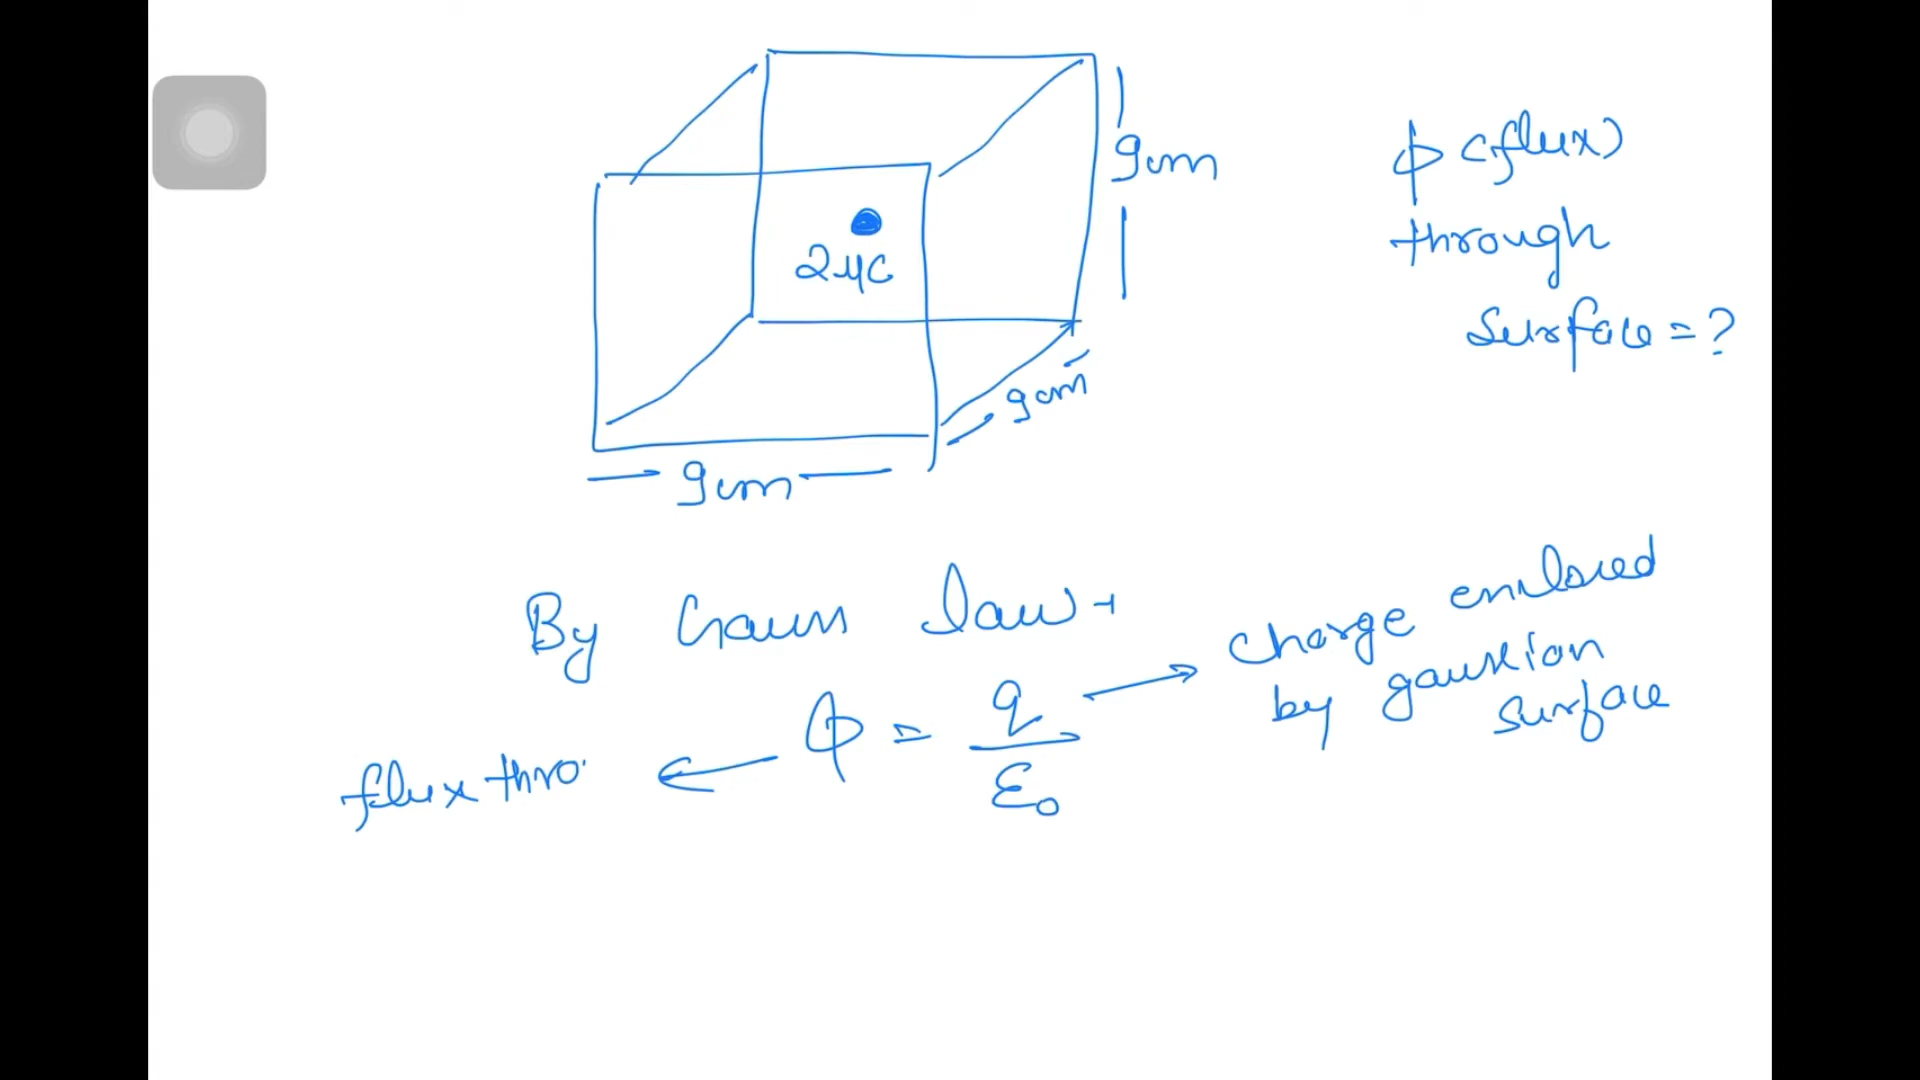 9cm
ϕ (flux)
through
surface = ?
2μC
9cm
9cm
By Gauss law →
charge enclosed
by gaussian
surface
ϕ = q/ε₀
flux thro